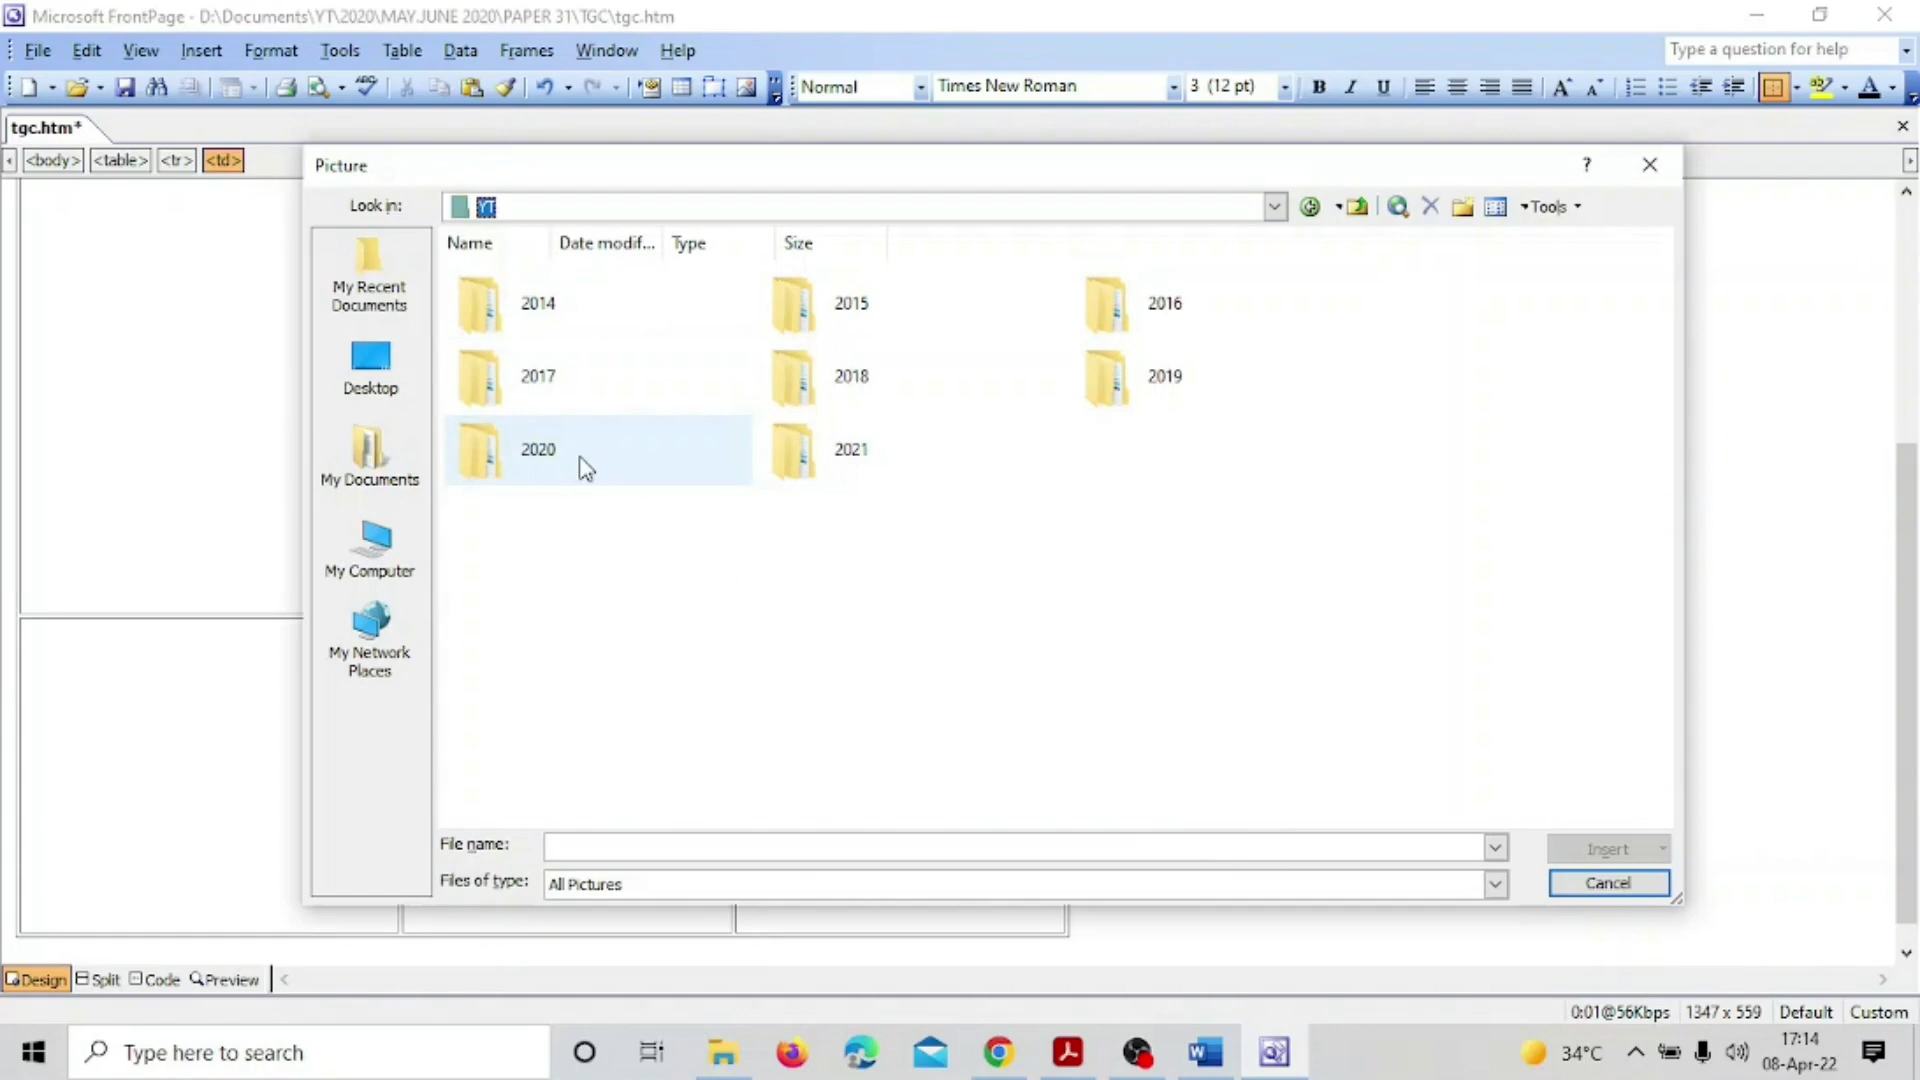 Microsoft FrontPage - D:\Documents\YT\2020\MAY.JUNE 2020\PAPER 31\TGC\tgc.htm
File Edit View Insert Format Tools Table Data Frames Window Help
Type a question for help
Normal Times New Roman 3 (12 pt) B I U A A A
tgc.htm*
<body> <table> <tr> <td>
Picture
Look in: YT Tools
Name Date modif... Type Size
My Recent Documents
Desktop
My Documents
My Computer
My Network Places
2014 2015 2016
2017 2018 2019
2020 2021
File name: Insert
Files of type: All Pictures Cancel
Design Split Code Preview
0:01@56Kbps 1347 x 559 Default Custom
Type here to search
34°C
17:14
08-Apr-22